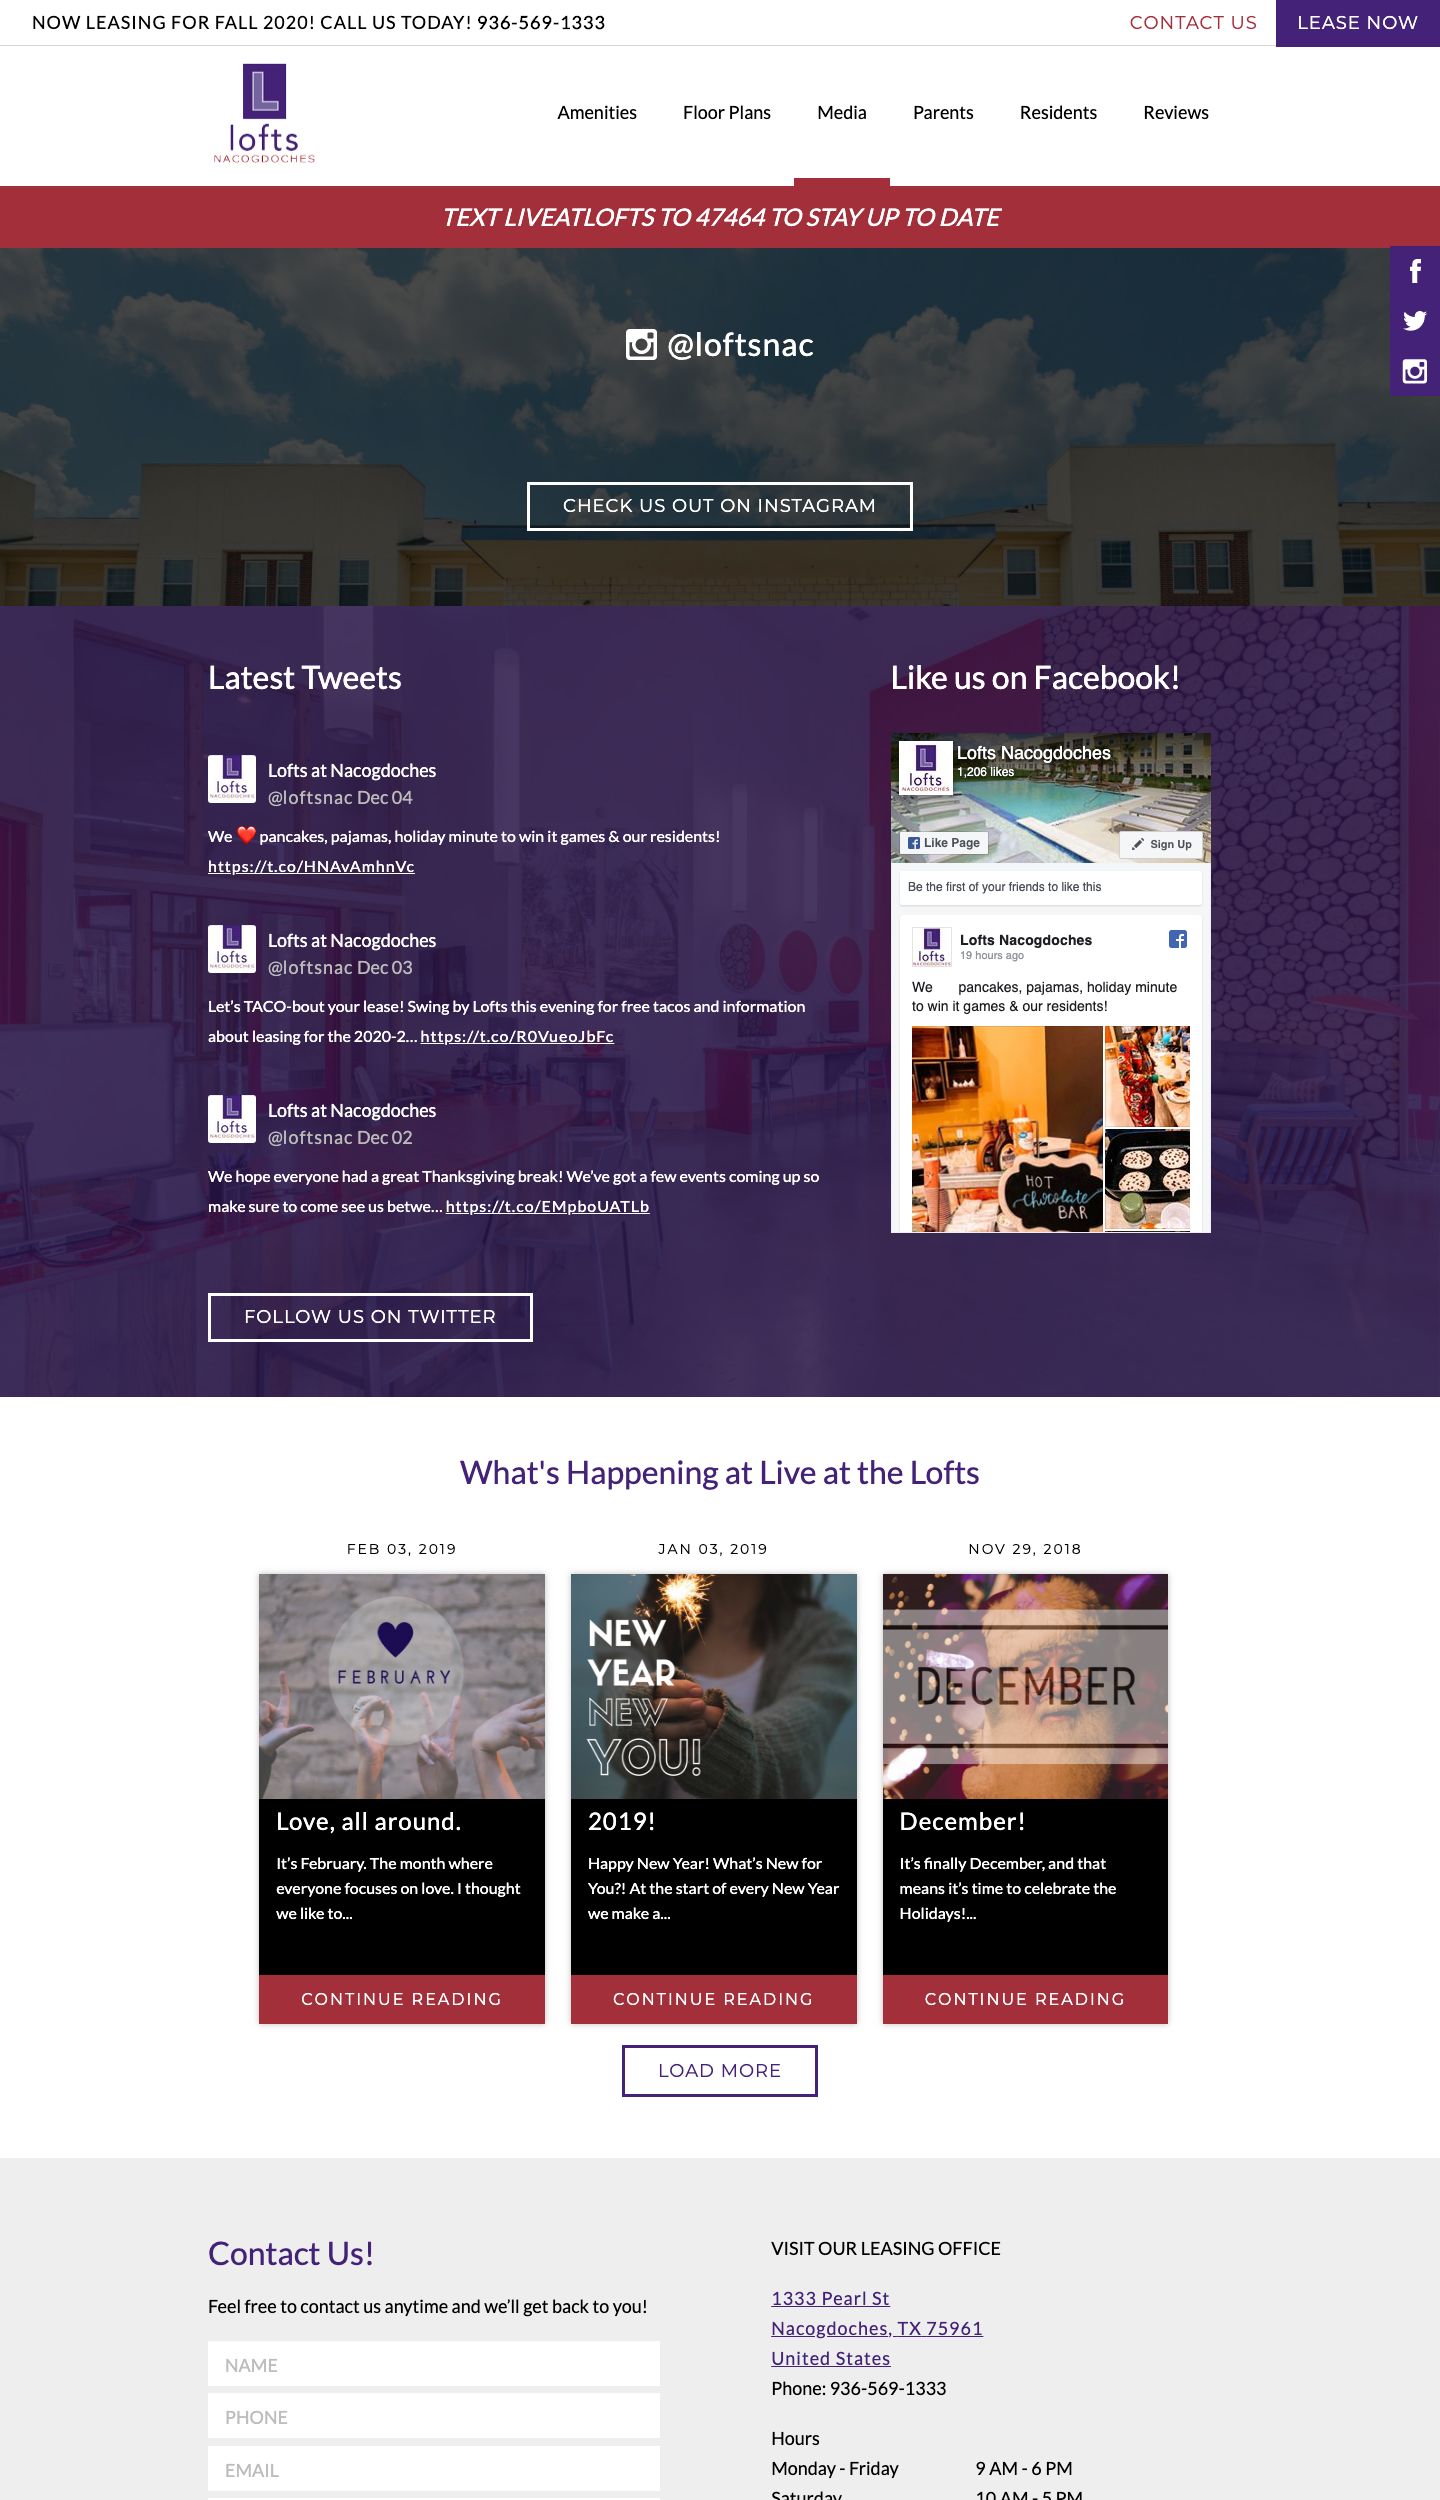 NOW LEASING FOR FALL 2020! CALL US TODAY! 936-569-1333
CONTACT US
LEASE NOW
L
lofts
NACOGDOCHES
Amenities
Floor Plans
Media
Parents
Residents
Reviews
TEXT LIVEATLOFTS TO 47464 TO STAY UP TO DATE
@loftsnac
CHECK US OUT ON INSTAGRAM
Latest Tweets
L
lofts
NACOGDOCHES
Lofts at Nacogdoches
@loftsnac Dec 04
We ❤️ pancakes, pajamas, holiday minute to win it games & our residents!
https://t.co/HNAvAmhnVc
L
lofts
NACOGDOCHES
Lofts at Nacogdoches
@loftsnac Dec 03
Let's TACO-bout your lease! Swing by Lofts this evening for free tacos and information
about leasing for the 2020-2… https://t.co/R0VueoJbFc
L
lofts
NACOGDOCHES
Lofts at Nacogdoches
@loftsnac Dec 02
We hope everyone had a great Thanksgiving break! We've got a few events coming up so
make sure to come see us betwe… https://t.co/EMpboUATLb
FOLLOW US ON TWITTER
Like us on Facebook!
L
lofts
NACOGDOCHES
Lofts Nacogdoches
1,206 likes
Like Page
Sign Up
Be the first of your friends to like this
L
lofts
NACOGDOCHES
Lofts Nacogdoches
19 hours ago
We pancakes, pajamas, holiday minute
to win it games & our residents!
HOT
Chocolate
BAR
What's Happening at Live at the Lofts
FEB 03, 2019
FEBRUARY
Love, all around.
It's February. The month where
everyone focuses on love. I thought
we like to...
CONTINUE READING
JAN 03, 2019
NEW
YEAR
NEW
YOU!
2019!
Happy New Year! What's New for
You?! At the start of every New Year
we make a...
CONTINUE READING
NOV 29, 2018
DECEMBER
December!
It's finally December, and that
means it's time to celebrate the
Holidays!...
CONTINUE READING
LOAD MORE
Contact Us!
Feel free to contact us anytime and we'll get back to you!
NAME
PHONE
EMAIL
VISIT OUR LEASING OFFICE
1333 Pearl St
Nacogdoches, TX 75961
United States
Phone: 936-569-1333
Hours
Monday - Friday 9 AM - 6 PM
Saturday 10 AM - 5 PM